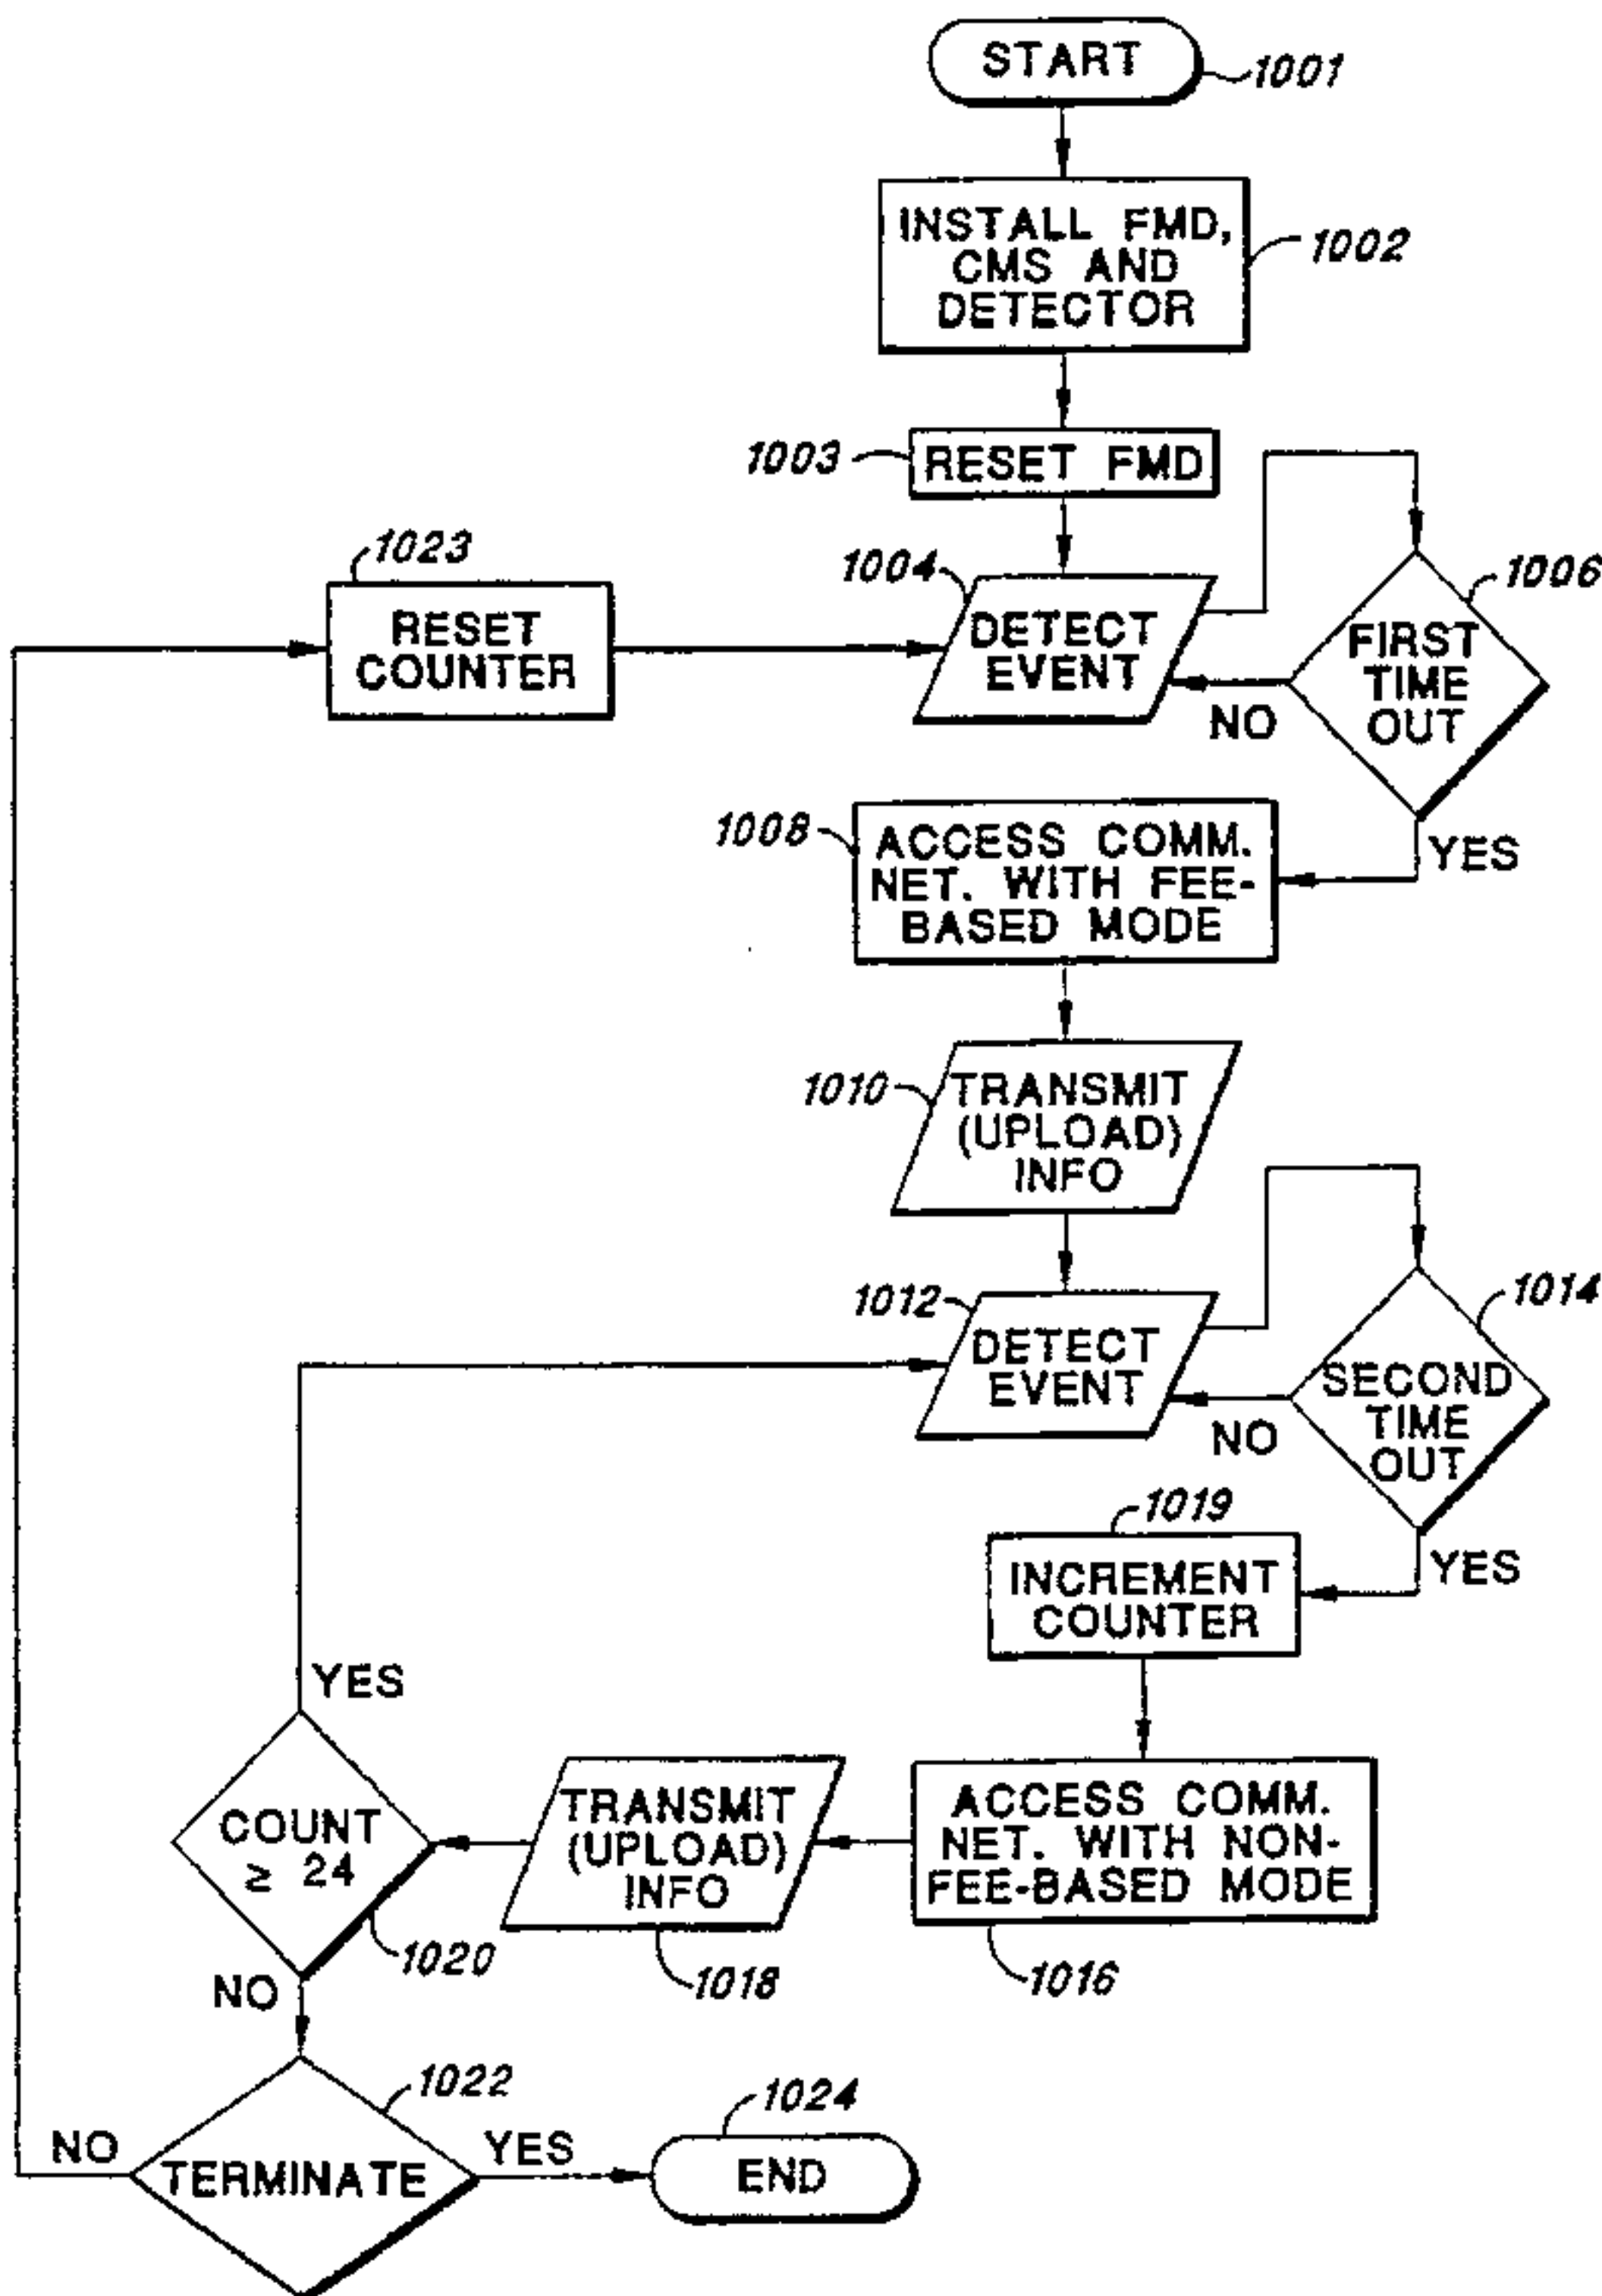 START
1001
INSTALL FMD,
CMS AND
DETECTOR
1002
1003
RESET FMD
1023
RESET
COUNTER
1004
DETECT
EVENT
1006
FIRST
TIME
OUT
NO
YES
1008
ACCESS COMM.
NET. WITH FEE-
BASED MODE
1010
TRANSMIT
(UPLOAD)
INFO
1012
DETECT
EVENT
1014
SECOND
TIME
OUT
NO
YES
1019
INCREMENT
COUNTER
ACCESS COMM.
NET. WITH NON-
FEE-BASED MODE
1016
TRANSMIT
(UPLOAD)
INFO
1018
YES
COUNT
≥ 24
1020
NO
1022
TERMINATE
NO
YES
1024
END